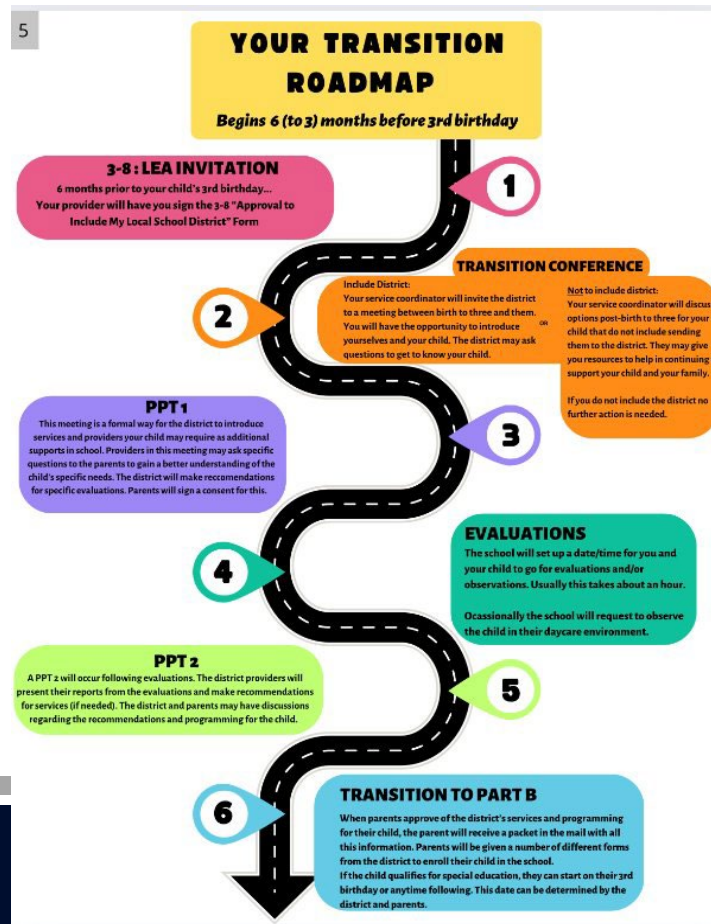 5
YOUR TRANSITION
ROADMAP
Begins 6 (to 3) months before 3rd birthday
3-8 : LEA INVITATION
6 months prior to your child's 3rd birthday...
Your provider will have you sign the 3-8 "Approval to
Include My Local School District" Form
1
TRANSITION CONFERENCE
2
Include District:
Your service coordinator will invite the district
to a meeting between birth to three and them.
You will have the opportunity to introduce
yourselves and your child. The district may ask
questions to get to know your child.
OR
Not to include district:
Your service coordinator will discus
options post-birth to three for your
child that do not include sending
them to the district. They may give
you resources to help in continuing
support your child and your family.
If you do not include the district no
further action is needed.
PPT 1
This meeting is a formal way for the district to introduce
services and providers your child may require as additional
supports in school. Providers in this meeting may ask specific
questions to the parents to gain a better understanding of the
child's specific needs. The district will make reccomendations
for specific evaluations. Parents will sign a consent for this.
3
4
EVALUATIONS
The school will set up a date/time for you and
your child to go for evaluations and/or
observations. Usually this takes about an hour.
Ocassionally the school will request to observe
the child in their daycare environment.
PPT 2
A PPT 2 will occur following evaluations. The district providers will
present their reports from the evaluations and make recommendations
for services (if needed). The district and parents may have discussions
regarding the recommendations and programming for the child.
5
6
TRANSITION TO PART B
When parents approve of the district's services and programming
for their child, the parent will receive a packet in the mail with all
this information. Parents will be given a number of different forms
from the district to enroll their child in the school.
If the child qualifies for special education, they can start on their 3rd
birthday or anytime following. This date can be determined by the
district and parents.